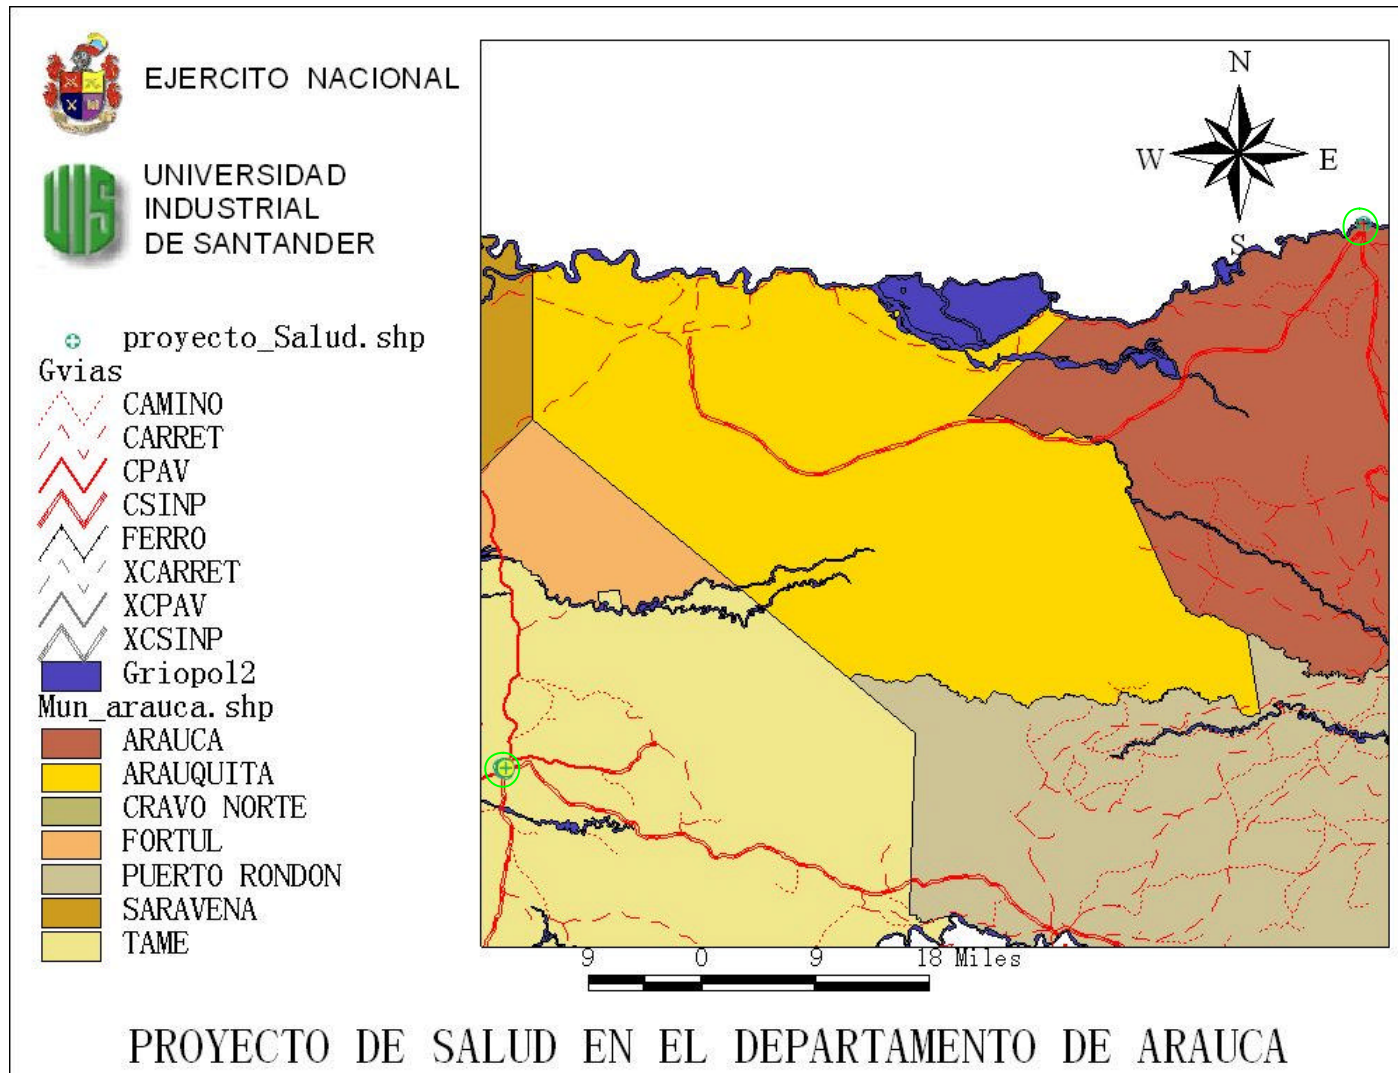 EJERCITO NACIONAL
UIS
UNIVERSIDAD
INDUSTRIAL
DE SANTANDER
proyecto_Salud.shp
Gvias
CAMINO
CARRET
CPAV
CSINP
FERRO
XCARRET
XCPAV
XCSINP
Griopol2
Mun_arauca.shp
ARAUCA
ARAUQUITA
CRAVO NORTE
FORTUL
PUERTO RONDON
SARAVENA
TAME
N
W
E
S
9 0 9 18 Miles
PROYECTO DE SALUD EN EL DEPARTAMENTO DE ARAUCA